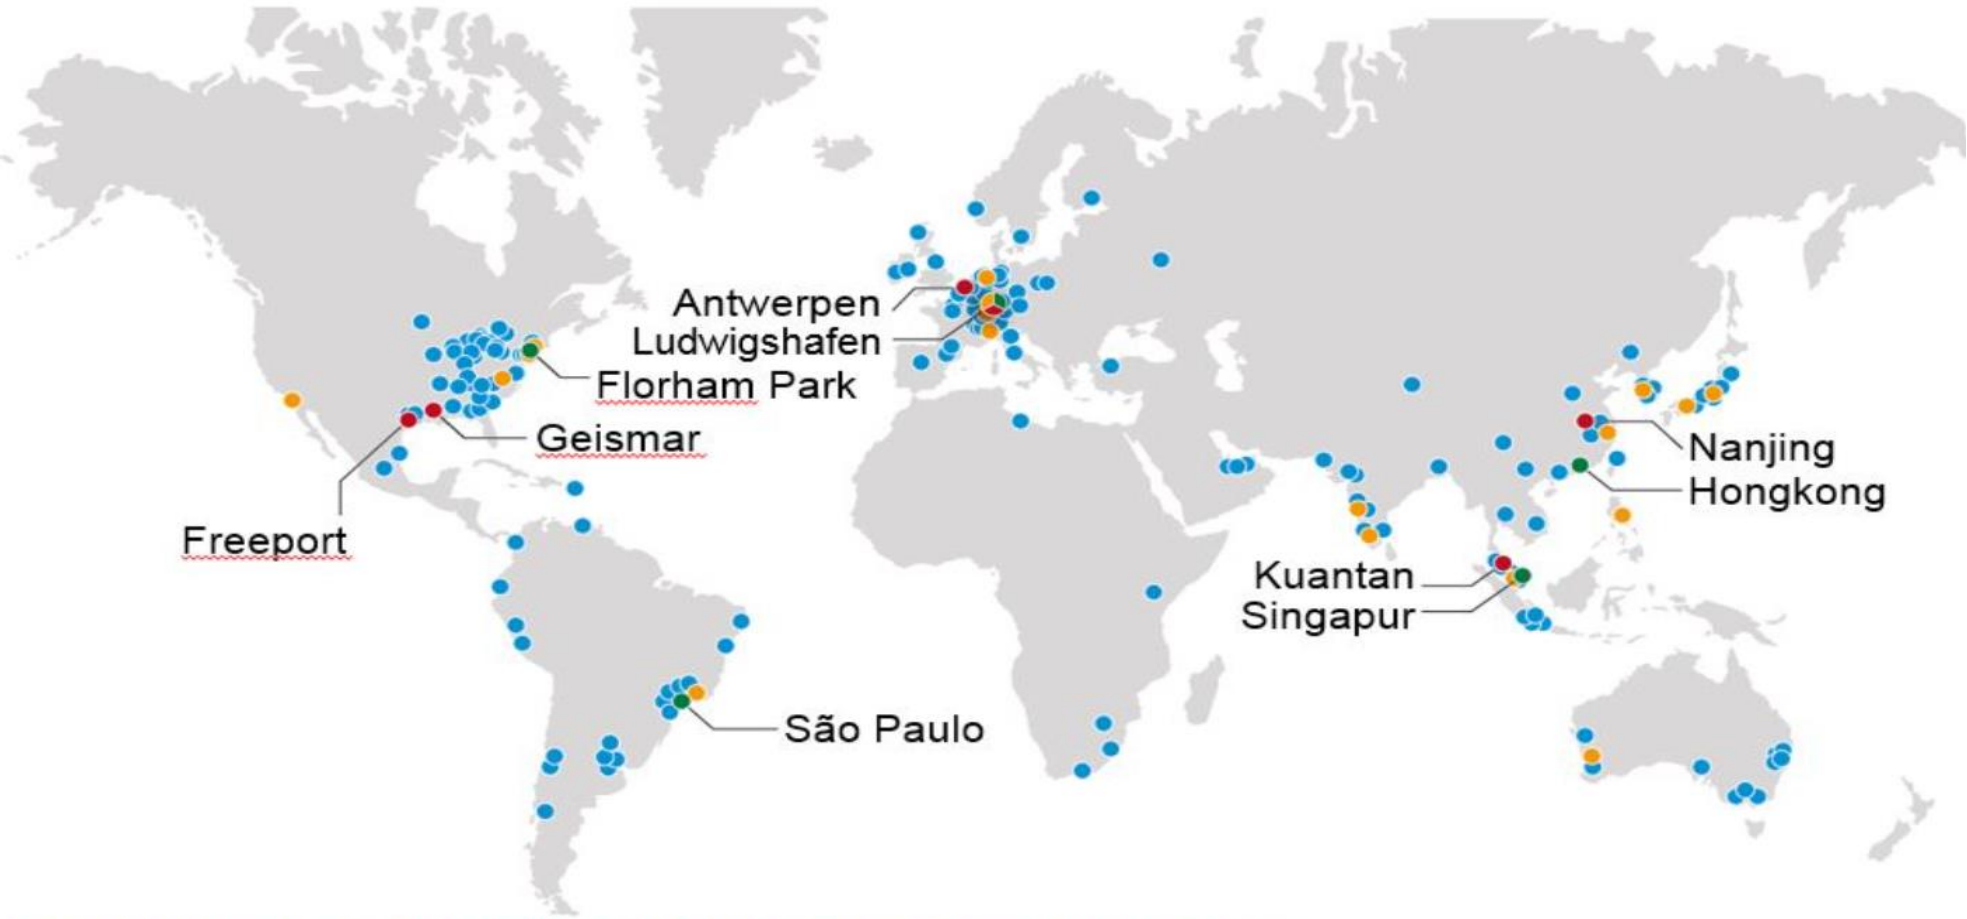 Antwerpen
Ludwigshafen
Florham Park
Geismar
Freeport
São Paulo
Nanjing
Hongkong
Kuantan
Singapur